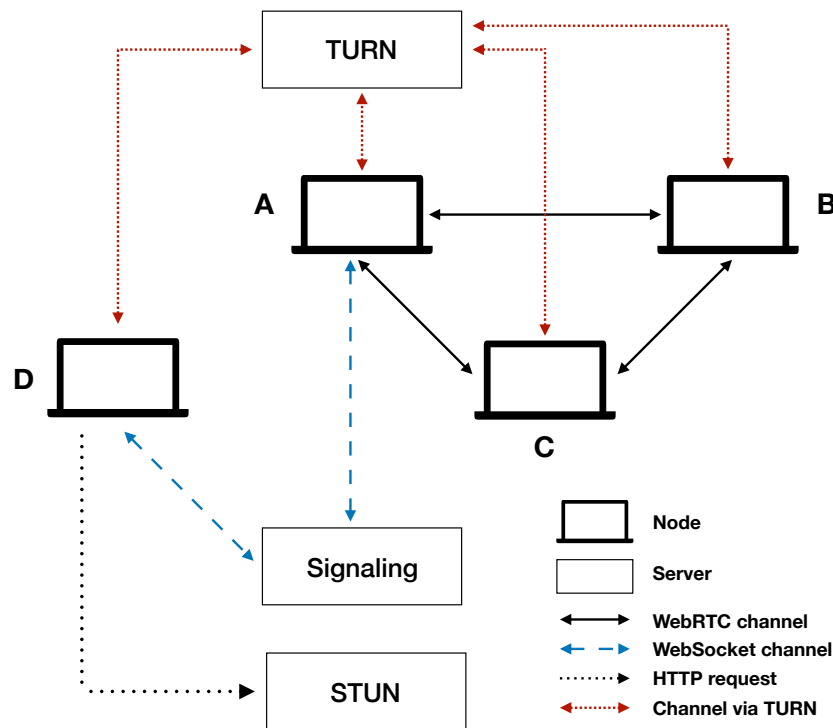 TURN
A
B
D
C
Signaling
STUN
Node
Server
WebRTC channel
WebSocket channel
HTTP request
Channel via TURN